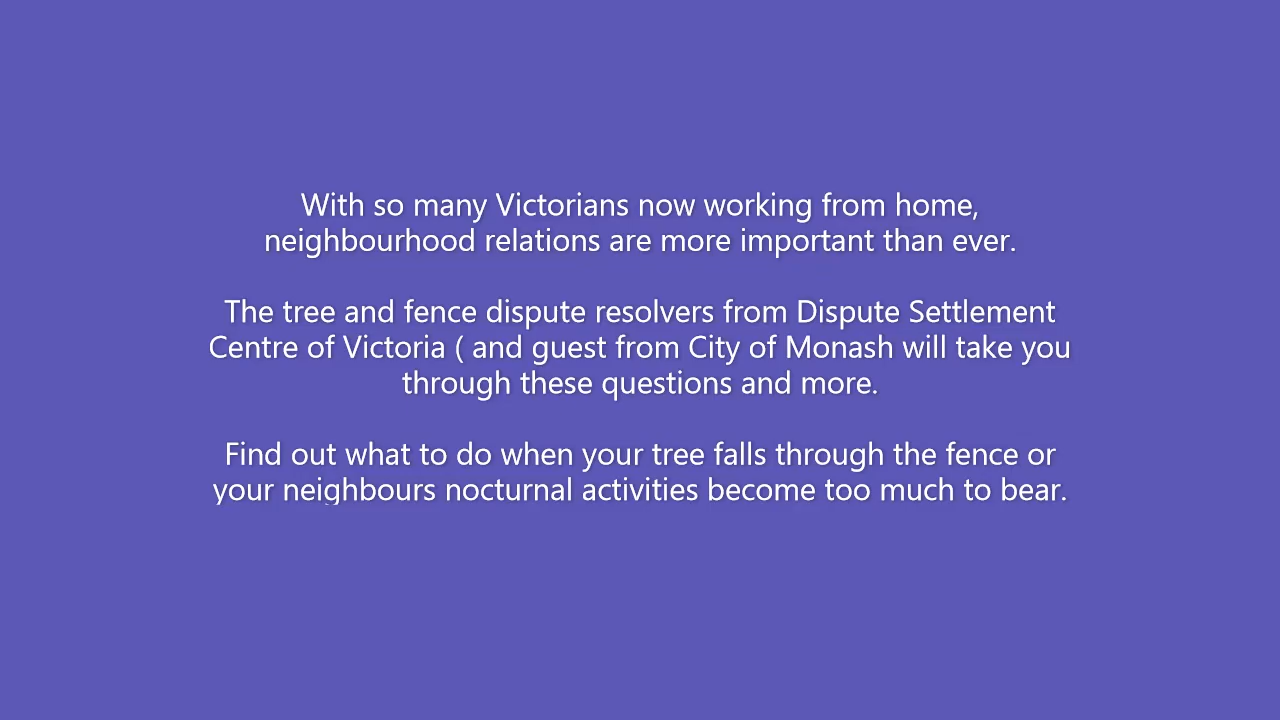 With so many Victorians now working from home,
neighbourhood relations are more important than ever.
The tree and fence dispute resolvers from Dispute Settlement
Centre of Victoria ( and guest from City of Monash will take you
through these questions and more.
Find out what to do when your tree falls through the fence or
your neighbours nocturnal activities become too much to bear.